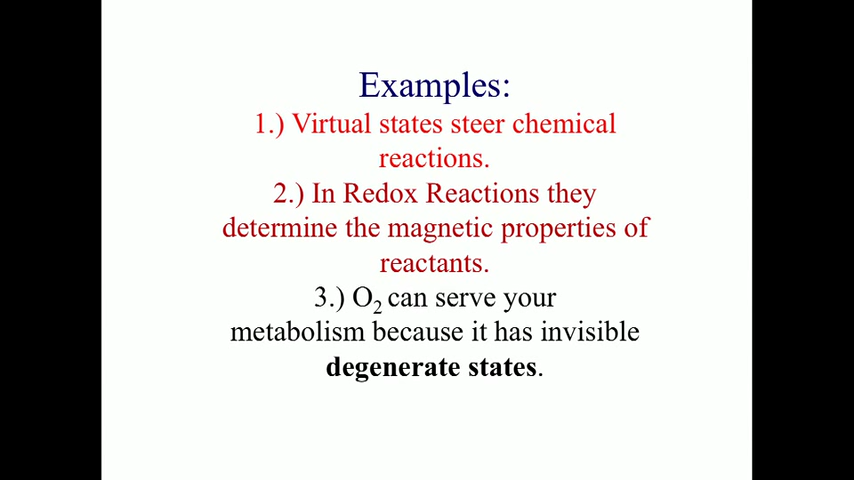 Examples:
1.) Virtual states steer chemical
reactions.
2.) In Redox Reactions they
determine the magnetic properties of
reactants.
3.) O₂ can serve your
metabolism because it has invisible
degenerate states.